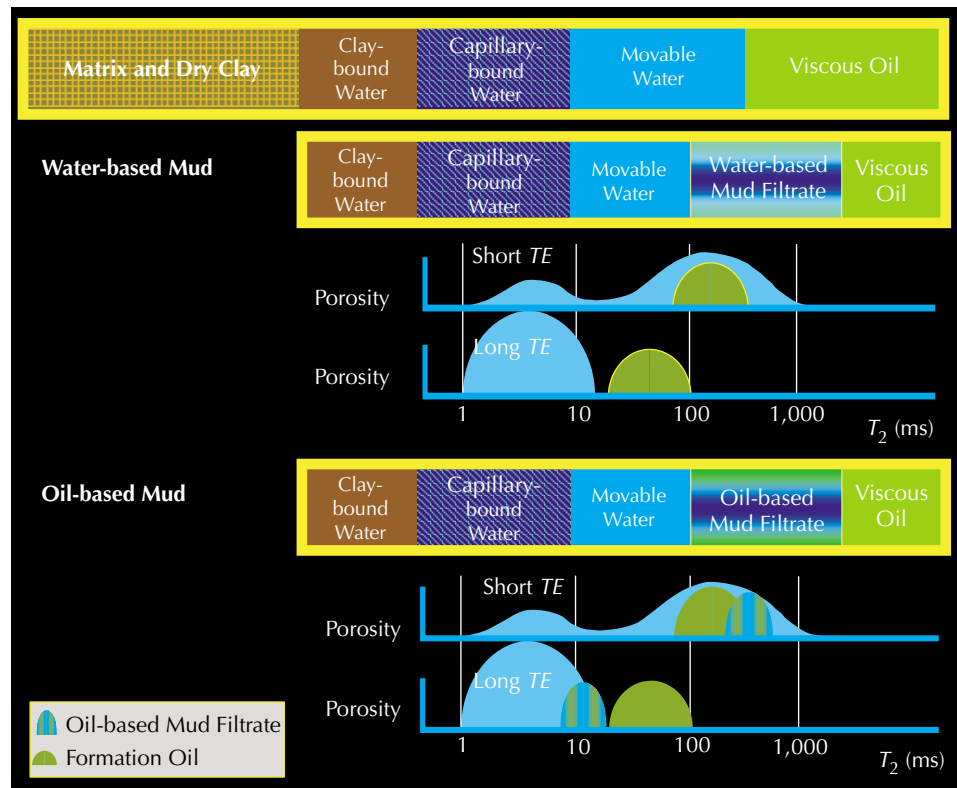 Matrix and Dry Clay
Clay-
bound
Water
Capillary-
bound
Water
Movable
Water
Viscous Oil
Water-based Mud
Clay-
bound
Water
Capillary-
bound
Water
Movable
Water
Water-based
Mud Filtrate
Viscous
Oil
Short TE
Porosity
Long TE
Porosity
1 10 100 1,000
T2 (ms)
Oil-based Mud
Clay-
bound
Water
Capillary-
bound
Water
Movable
Water
Oil-based
Mud Filtrate
Viscous
Oil
Short TE
Porosity
Long TE
Porosity
1 10 100 1,000
T2 (ms)
Oil-based Mud Filtrate
Formation Oil